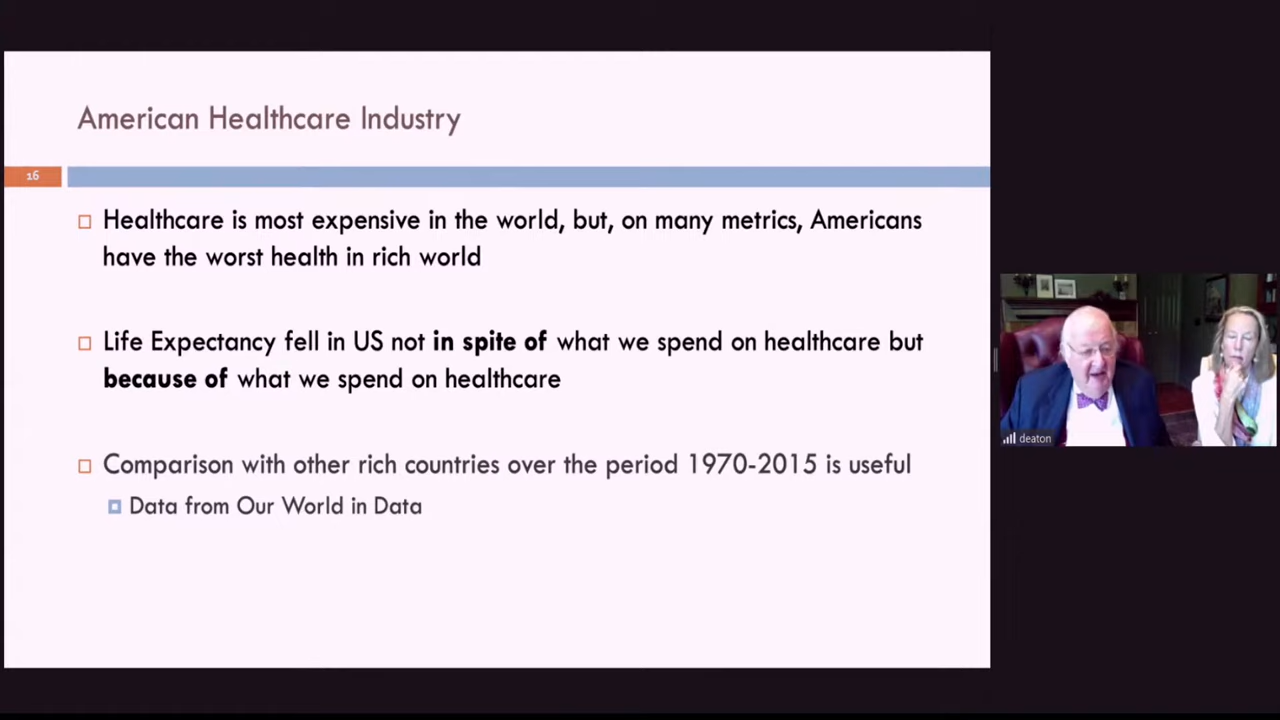 American Healthcare Industry
16
Healthcare is most expensive in the world, but, on many metrics, Americans
have the worst health in rich world
Life Expectancy fell in US not in spite of what we spend on healthcare but
because of what we spend on healthcare
Comparison with other rich countries over the period 1970-2015 is useful
Data from Our World in Data
deaton